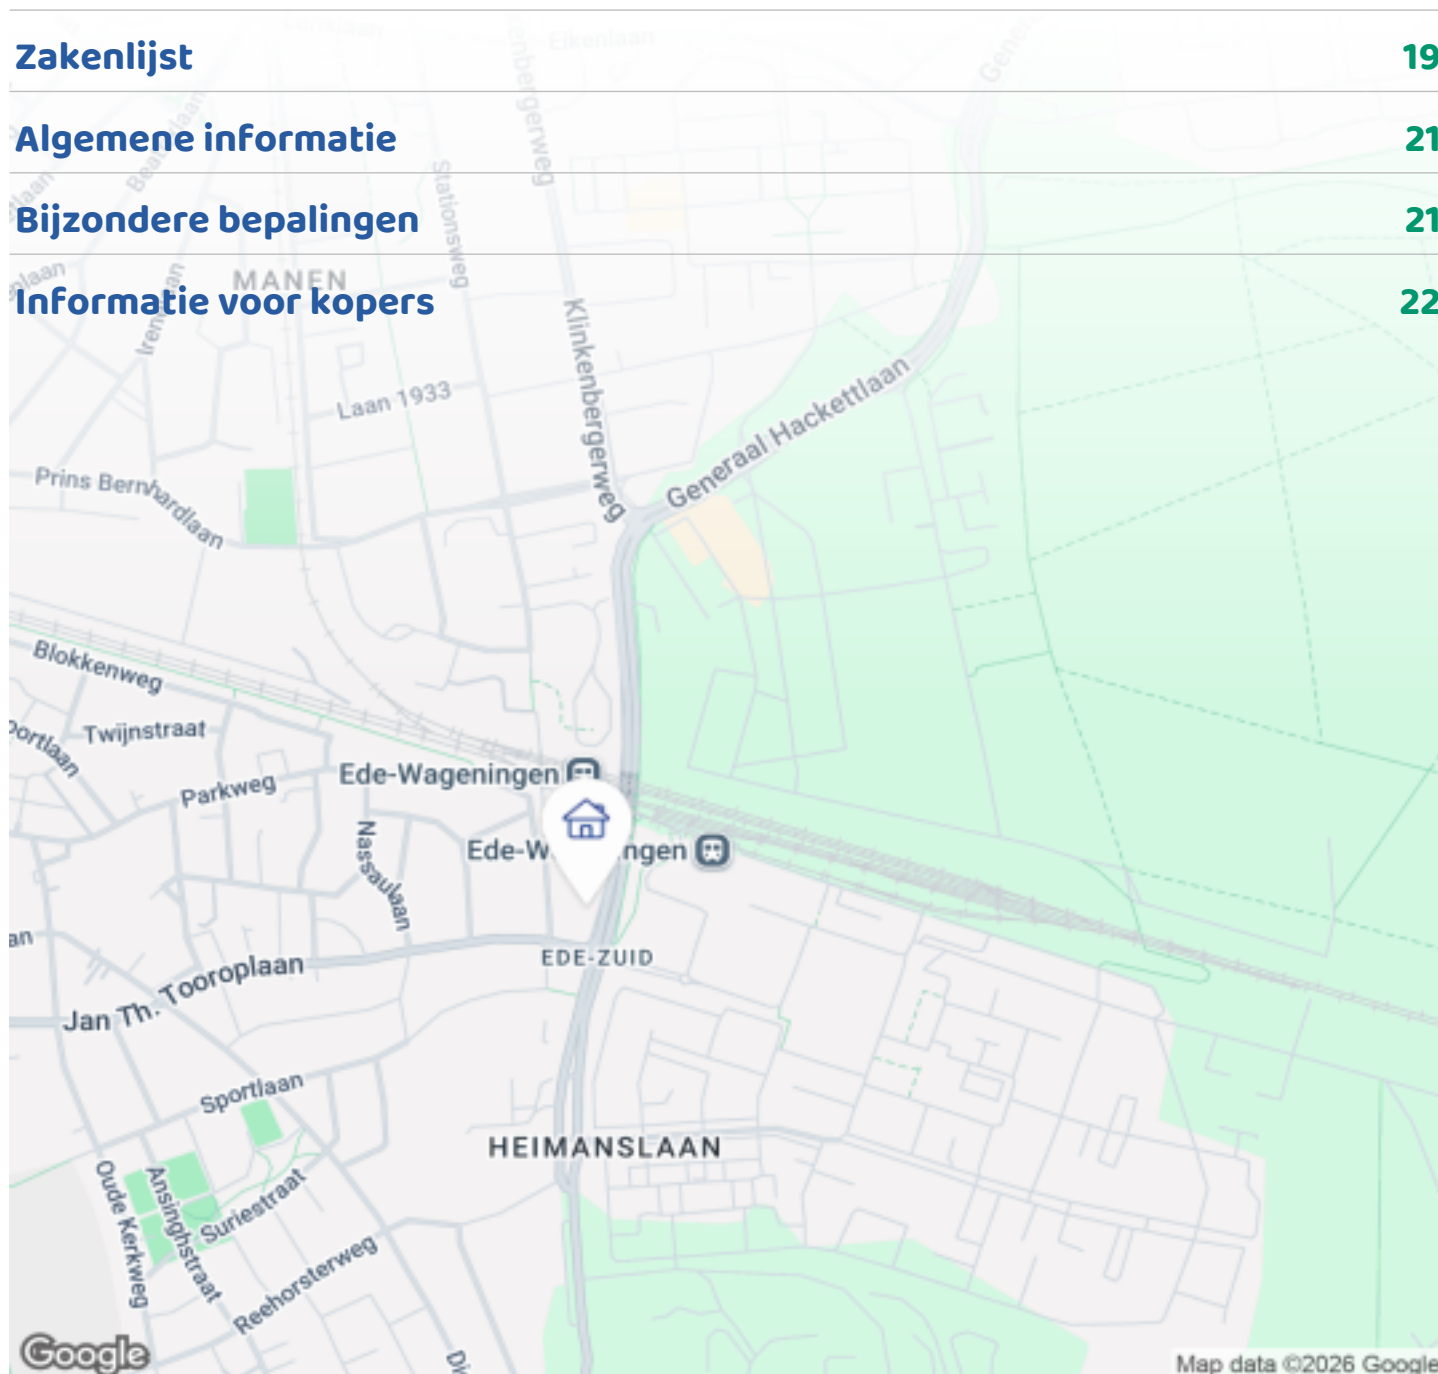 Eikenlaan
Zakenlijst 19
Algemene informatie 21
Stationsweg
Bijzondere bepalingen 21
MANEN
Informatie voor kopers 22
Klinkenbergerweg
Laan 1933
Generaal Hackettlaan
Prins Bernhardlaan
Blokkenweg
Twijnstraat
Ede-Wageningen
Parkweg
Nassaulaan
EDE-ZUID
Jan Th. Tooroplaan
Sportlaan
HEIMANSLAAN
Oude Kerkweg
Ansinghstraat
Suriestraat
Reehorsterweg
Google
Map data ©2026 Google